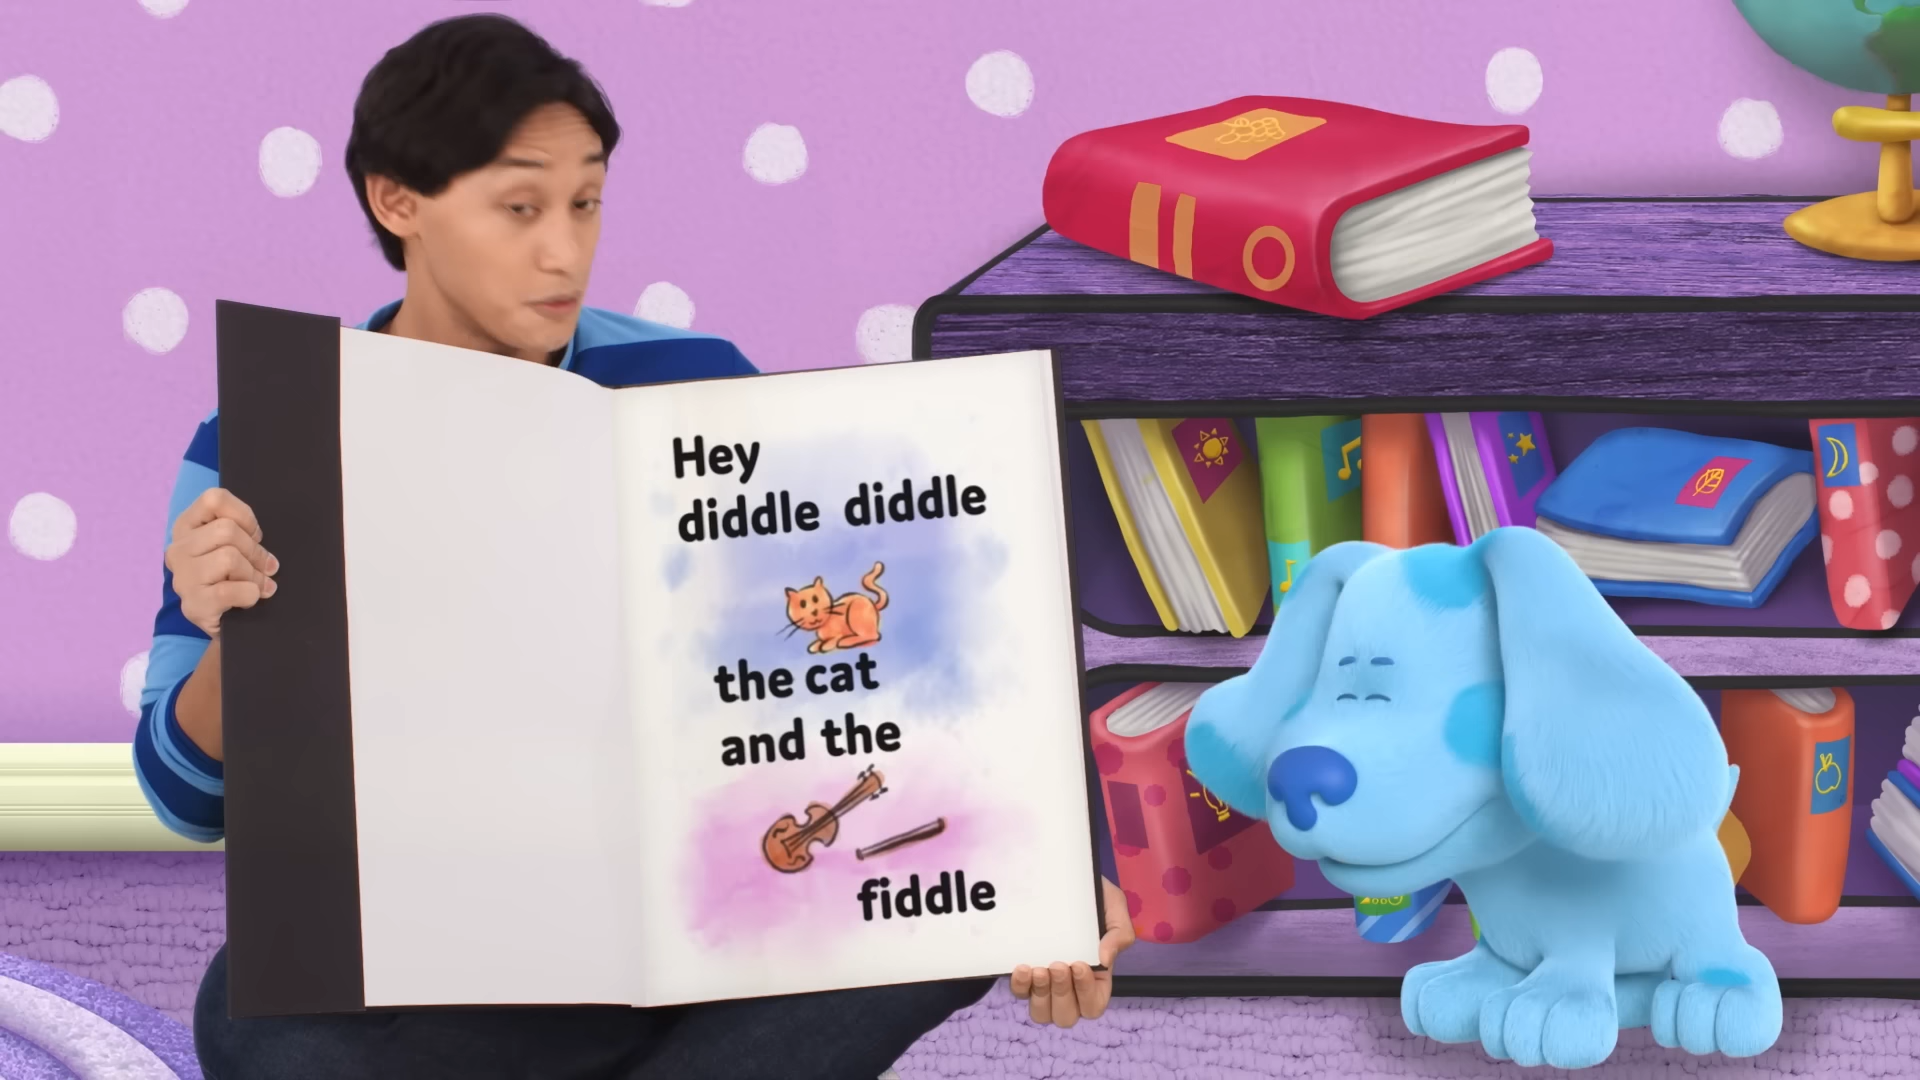 Hey
diddle diddle
the cat
and the
fiddle